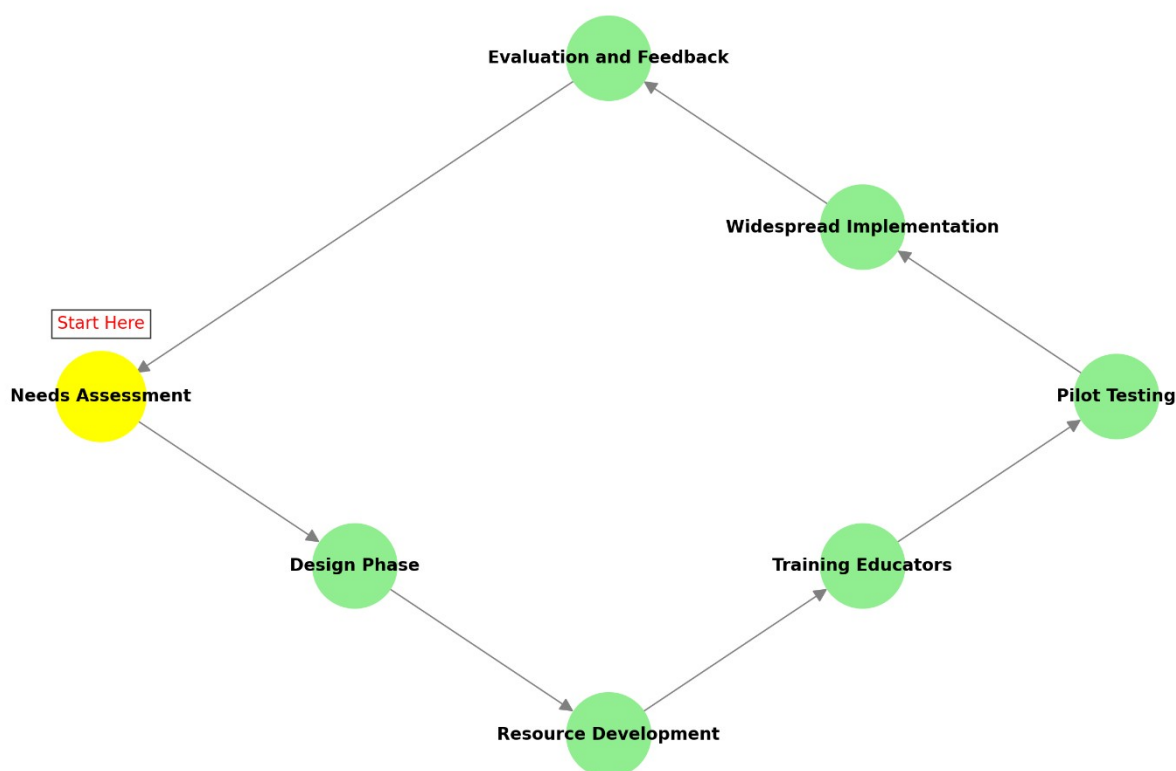 Evaluation and Feedback
Widespread Implementation
Start Here
Needs Assessment
Pilot Testing
Design Phase
Training Educators
Resource Development